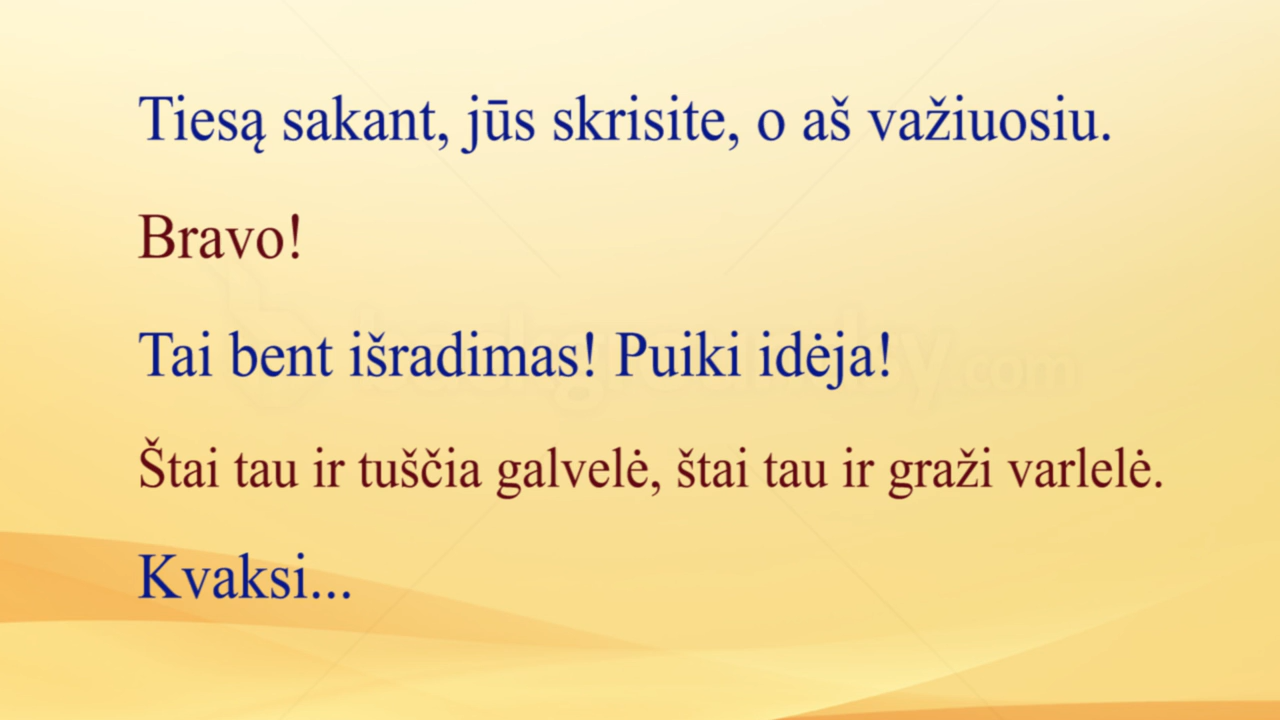 Tiesą sakant, jūs skrisite, o aš važiuosiu.
Bravo!
Tai bent išradimas! Puiki idėja!
Štai tau ir tuščia galvelė, štai tau ir graži varlelė.
Kvaksi...